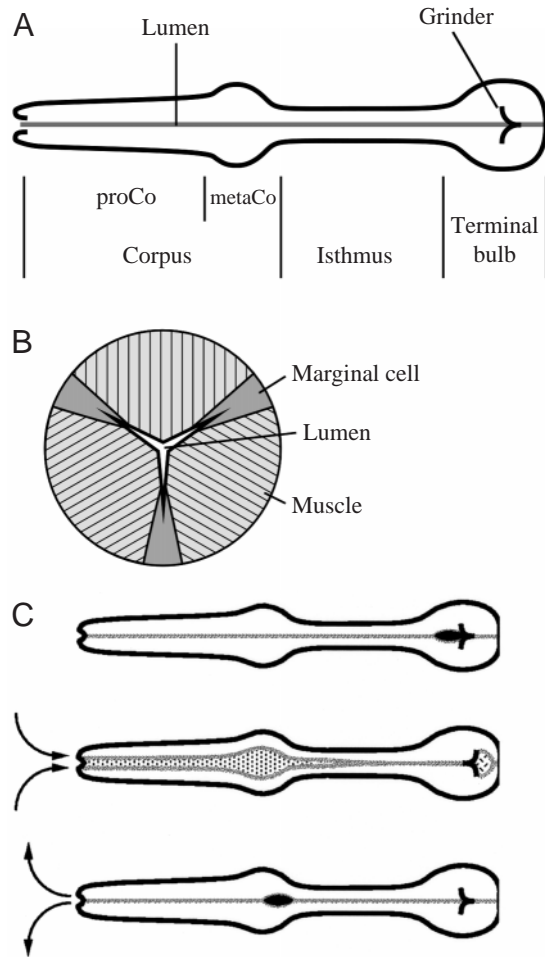 A
Lumen
Grinder
proCo
metaCo
Corpus
Isthmus
Terminal
bulb
B
Marginal cell
Lumen
Muscle
C